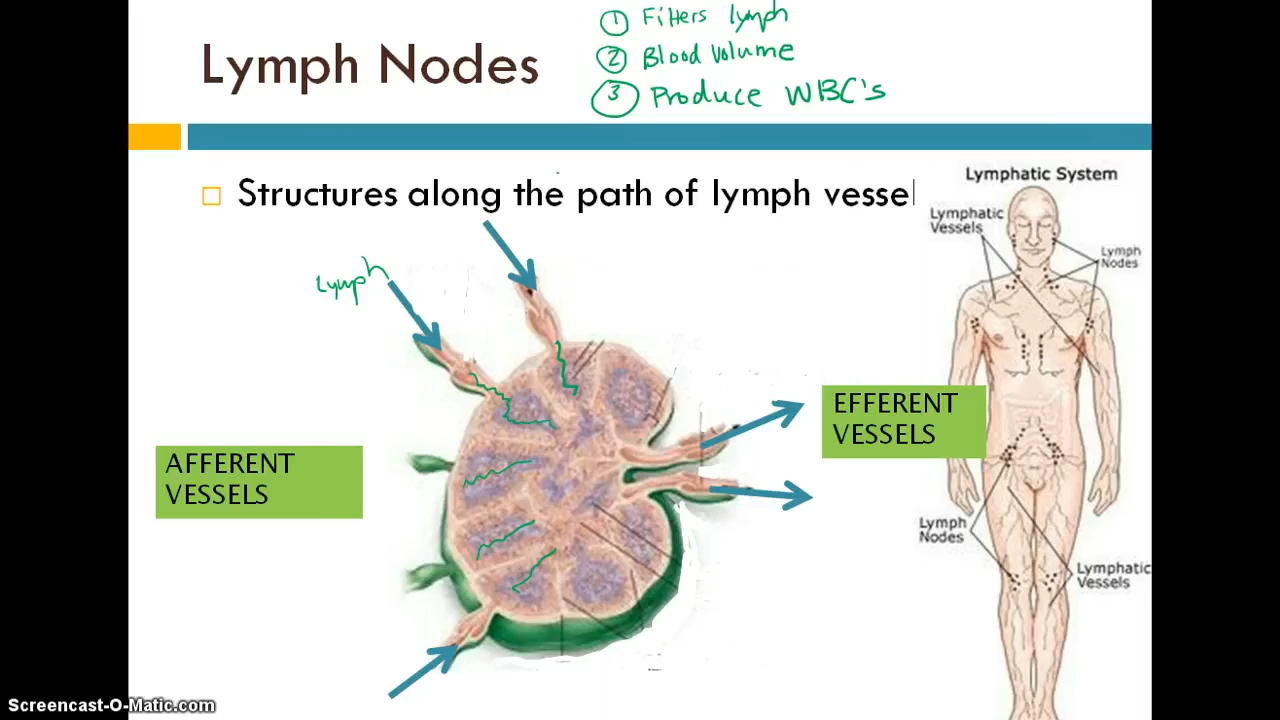 Lymph Nodes
① Filters lymph
② Blood Volume
③ Produce WBC's
□ Structures along the path of lymph vessel
Lymph
AFFERENT
VESSELS
EFFERENT
VESSELS
Lymphatic System
Lymphatic
Vessels
Lymph
Nodes
Lymph
Nodes
Lymphatic
Vessels
Screencast-O-Matic.com